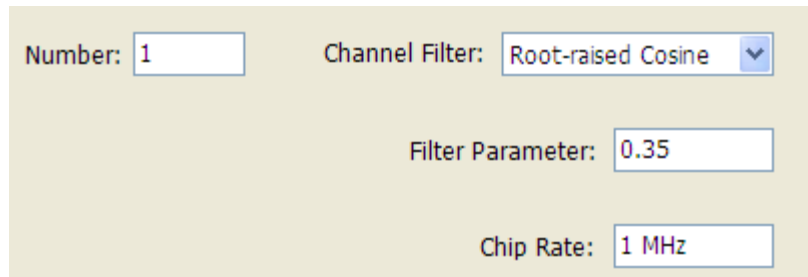 Number: 1 Channel Filter: Root-raised Cosine
Filter Parameter: 0.35
Chip Rate: 1 MHz